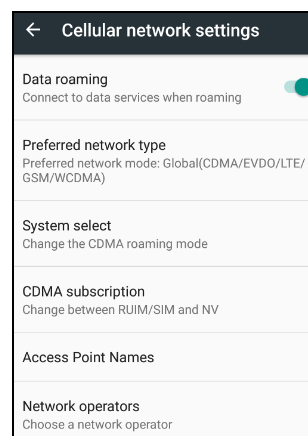 Cellular network settings
Data roaming
Connect to data services when roaming
Preferred network type
Preferred network mode: Global(CDMA/EVDO/LTE/
GSM/WCDMA)
System select
Change the CDMA roaming mode
CDMA subscription
Change between RUIM/SIM and NV
Access Point Names
Network operators
Choose a network operator